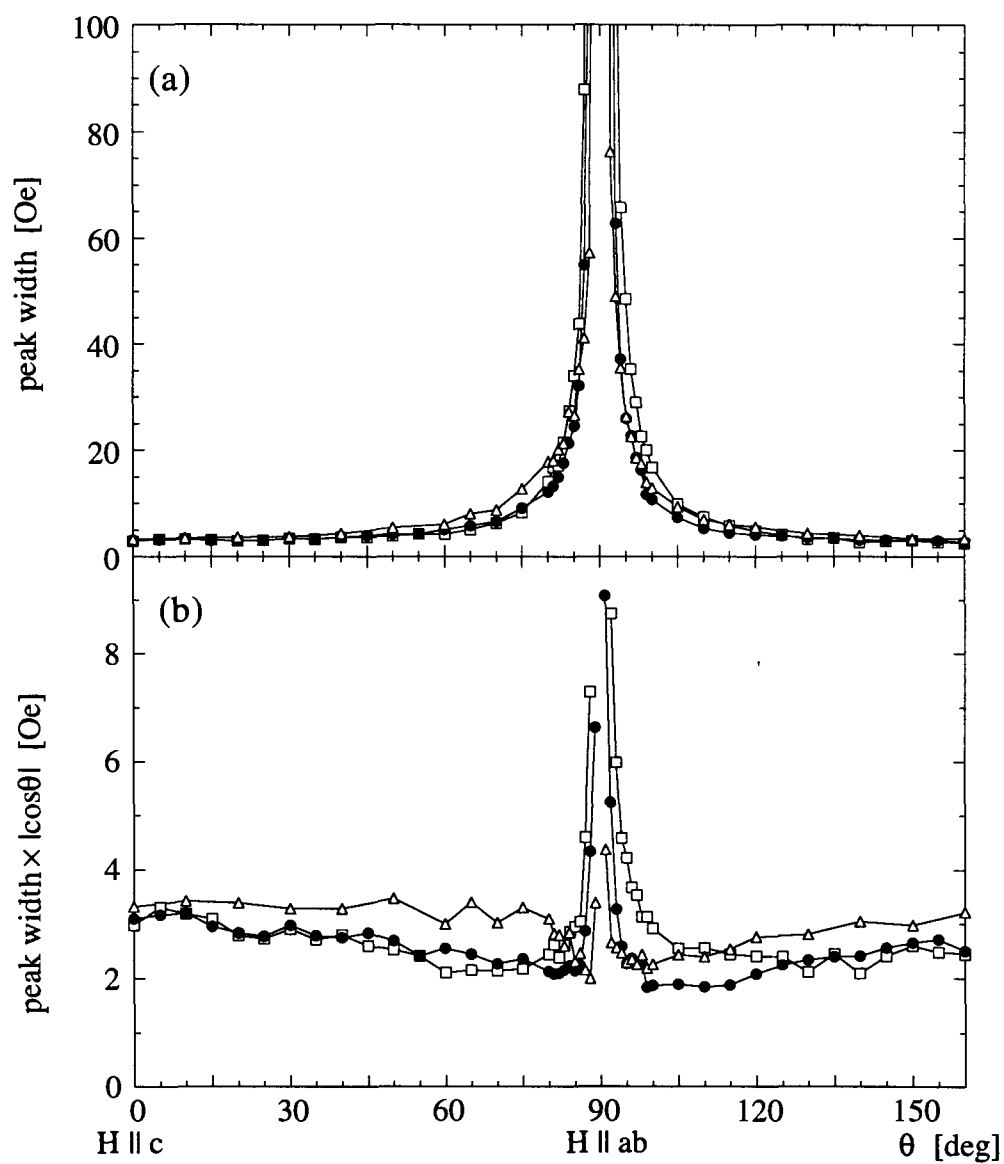 100
(a)
80
60
peak width [Oe]
40
20
0
(b)
8
6
peak width × |cosθ| [Oe]
4
2
0
0 30 60 90 120 150
H || c H || ab θ [deg]